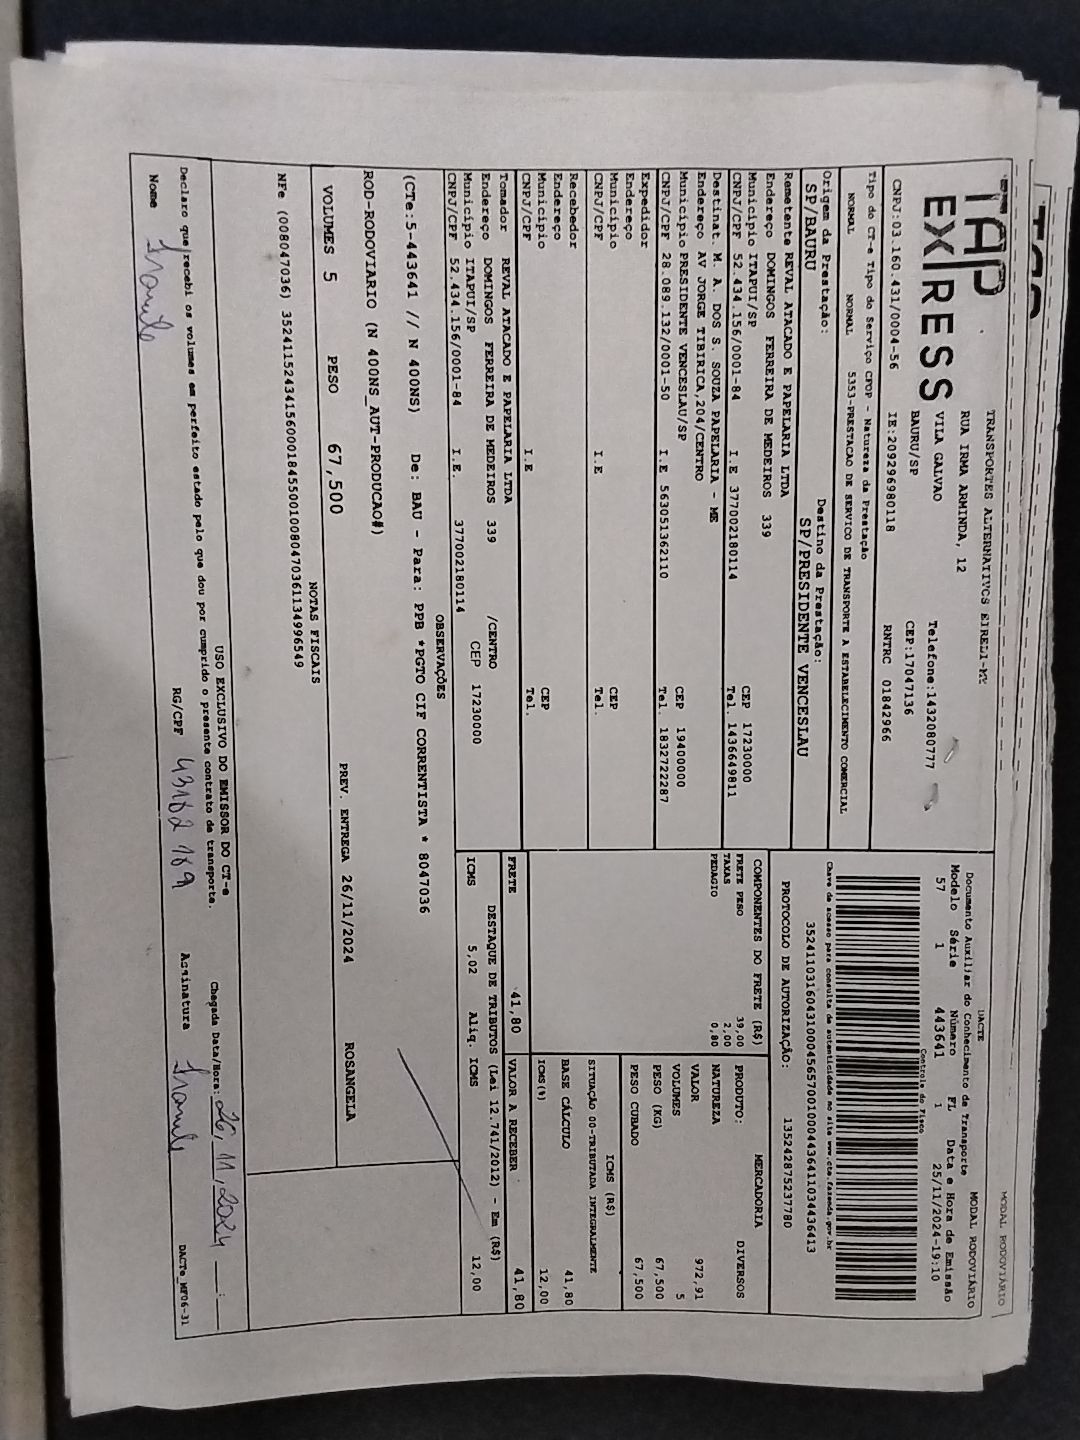 TAP
EXPRESS
TRANSPORTES ALTERNATIVOS EIRELI-ME
RUA IRMA ARMINDA, 12
VILA GALVAO Telefone:1432080777
BAURU/SP CEP:17047136
CNPJ:03.160.431/0004-56 IE:209296980118 RNTRC 01842966
Tipo do CT-e Tipo do Serviço CFOP - Natureza da Prestação
NORMAL NORMAL 5353-PRESTACAO DE SERVICO DE TRANSPORTE A ESTABELECIMENTO COMERCIAL
Origem da Prestação: Destino da Prestação:
SP/BAURU SP/PRESIDENTE VENCESLAU
Remetente REVAL ATACADO E PAPELARIA LTDA
Endereço DOMINGOS FERREIRA DE MEDEIROS 339
Município ITAPUI/SP CEP 17230000
CNPJ/CPF 52.434.156/0001-84 I.E 377002180114 Tel. 1436649811
Destinat. M. A. DOS S. SOUZA PAPELARIA - ME
Endereço AV JORGE TIBIRICA,204/CENTRO
Município PRESIDENTE VENCESLAU/SP CEP 19400000
CNPJ/CPF 28.089.132/0001-50 I.E 563051362110 Tel. 1832722287
Expedidor
Endereço
Município CEP
CNPJ/CPF I.E Tel.
Recebedor
Endereço
Município CEP
CNPJ/CPF I.E Tel.
Tomador REVAL ATACADO E PAPELARIA LTDA
Endereço DOMINGOS FERREIRA DE MEDEIROS 339 /CENTRO
Município ITAPUI/SP CEP 17230000
CNPJ/CPF 52.434.156/0001-84 I.E. 377002180114
DACTE MODAL RODOVIÁRIO
Documento Auxiliar do Conhecimento de Transporte MODAL RODOVIÁRIO
Modelo Série Número FL Data e Hora de Emissão
57 1 443641 1 25/11/2024-19:10
Controle do Fisco
Chave de acesso para consulta de autenticidade no site www.cte.fazenda.gov.br
35241103160431000456570010004436411034436413
PROTOCOLO DE AUTORIZAÇÃO: 135242875237780
COMPONENTES DO FRETE (R$)
FRETE PESO 39,00
TAXAS 2,00
PEDAGIO 0,80
MERCADORIA
PRODUTO: DIVERSOS
NATUREZA
VALOR 972,91
VOLUMES 5
PESO (KG) 67,500
PESO CUBADO 67,500
ICMS (R$)
SITUAÇÃO 00-TRIBUTADA INTEGRALMENTE
BASE CÁLCULO 41,80
ICMS(%) 12,00
FRETE 41,80 VALOR A RECEBER 41,80
DESTAQUE DE TRIBUTOS (Lei 12.741/2012) - Em (R$)
ICMS 5,02 Aliq. ICMS 12,00
OBSERVAÇÕES
(CTe:5-443641 // N 400NS) De: BAU - Para: PPB *PGTO CIF CORRENTISTA * 8047036
ROD-RODOVIARIO (N 400NS_AUT-PRODUCAO#)
VOLUMES 5 PESO 67,500 PREV. ENTREGA 26/11/2024 ROSANGELA
NOTAS FISCAIS
NFe (008047036) 35241152434156000184550010080470361134996549
USO EXCLUSIVO DO EMISSOR DO CT-e
Declaro que recebi os volumes em perfeito estado pelo que dou por cumprido o presente contrato de transporte. Chegada Data/Hora: 26, 11, 2024 __:__
Nome RG/CPF 43182 789 Assinatura
DACTe_MF06-31